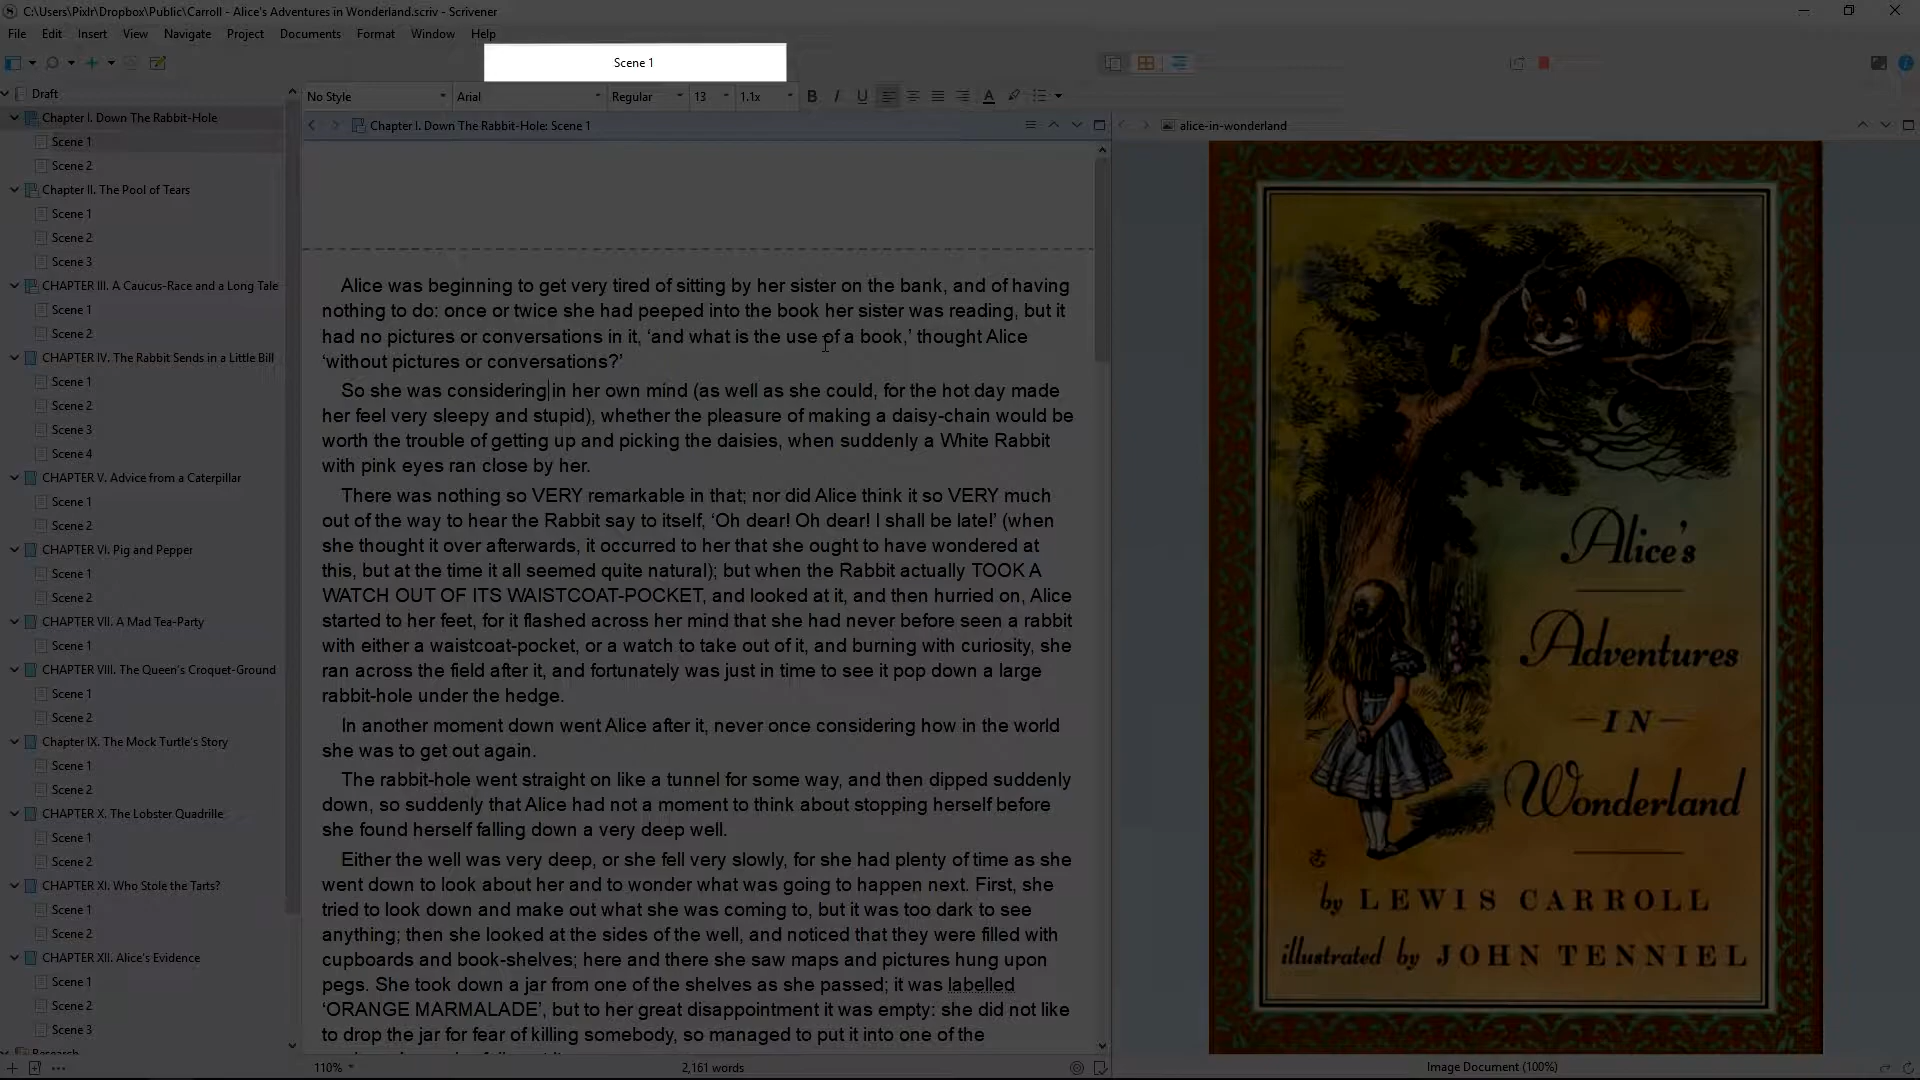 C:\Users\Pixlr\Dropbox\Public\Carroll - Alice's Adventures in Wonderland.scriv - Scrivener
File Edit Insert View Navigate Project Documents Format Window Help
Scene 1
No Style Arial Regular 13 1.1x B I U A
Draft
Chapter I. Down The Rabbit-Hole
Scene 1
Scene 2
Chapter II. The Pool of Tears
Scene 1
Scene 2
Scene 3
CHAPTER III. A Caucus-Race and a Long Tale
Scene 1
Scene 2
CHAPTER IV. The Rabbit Sends in a Little Bill
Scene 1
Scene 2
Scene 3
Scene 4
CHAPTER V. Advice from a Caterpillar
Scene 1
Scene 2
CHAPTER VI. Pig and Pepper
Scene 1
Scene 2
CHAPTER VII. A Mad Tea-Party
Scene 1
CHAPTER VIII. The Queen's Croquet-Ground
Scene 1
Scene 2
Chapter IX. The Mock Turtle's Story
Scene 1
Scene 2
CHAPTER X. The Lobster Quadrille
Scene 1
Scene 2
CHAPTER XI. Who Stole the Tarts?
Scene 1
Scene 2
CHAPTER XII. Alice's Evidence
Scene 1
Scene 2
Scene 3
Research
Chapter I. Down The Rabbit-Hole: Scene 1
Alice was beginning to get very tired of sitting by her sister on the bank, and of having
nothing to do: once or twice she had peeped into the book her sister was reading, but it
had no pictures or conversations in it, ‘and what is the use of a book,’ thought Alice
‘without pictures or conversations?’
So she was considering in her own mind (as well as she could, for the hot day made
her feel very sleepy and stupid), whether the pleasure of making a daisy-chain would be
worth the trouble of getting up and picking the daisies, when suddenly a White Rabbit
with pink eyes ran close by her.
There was nothing so VERY remarkable in that; nor did Alice think it so VERY much
out of the way to hear the Rabbit say to itself, ‘Oh dear! Oh dear! I shall be late!’ (when
she thought it over afterwards, it occurred to her that she ought to have wondered at
this, but at the time it all seemed quite natural); but when the Rabbit actually TOOK A
WATCH OUT OF ITS WAISTCOAT-POCKET, and looked at it, and then hurried on, Alice
started to her feet, for it flashed across her mind that she had never before seen a rabbit
with either a waistcoat-pocket, or a watch to take out of it, and burning with curiosity, she
ran across the field after it, and fortunately was just in time to see it pop down a large
rabbit-hole under the hedge.
In another moment down went Alice after it, never once considering how in the world
she was to get out again.
The rabbit-hole went straight on like a tunnel for some way, and then dipped suddenly
down, so suddenly that Alice had not a moment to think about stopping herself before
she found herself falling down a very deep well.
Either the well was very deep, or she fell very slowly, for she had plenty of time as she
went down to look about her and to wonder what was going to happen next. First, she
tried to look down and make out what she was coming to, but it was too dark to see
anything; then she looked at the sides of the well, and noticed that they were filled with
cupboards and book-shelves; here and there she saw maps and pictures hung upon
pegs. She took down a jar from one of the shelves as she passed; it was labelled
‘ORANGE MARMALADE’, but to her great disappointment it was empty: she did not like
to drop the jar for fear of killing somebody, so managed to put it into one of the
110% 2,161 words
alice-in-wonderland
Alice's
Adventures
IN
Wonderland
by LEWIS CARROLL
illustrated by JOHN TENNIEL
Image Document (100%)